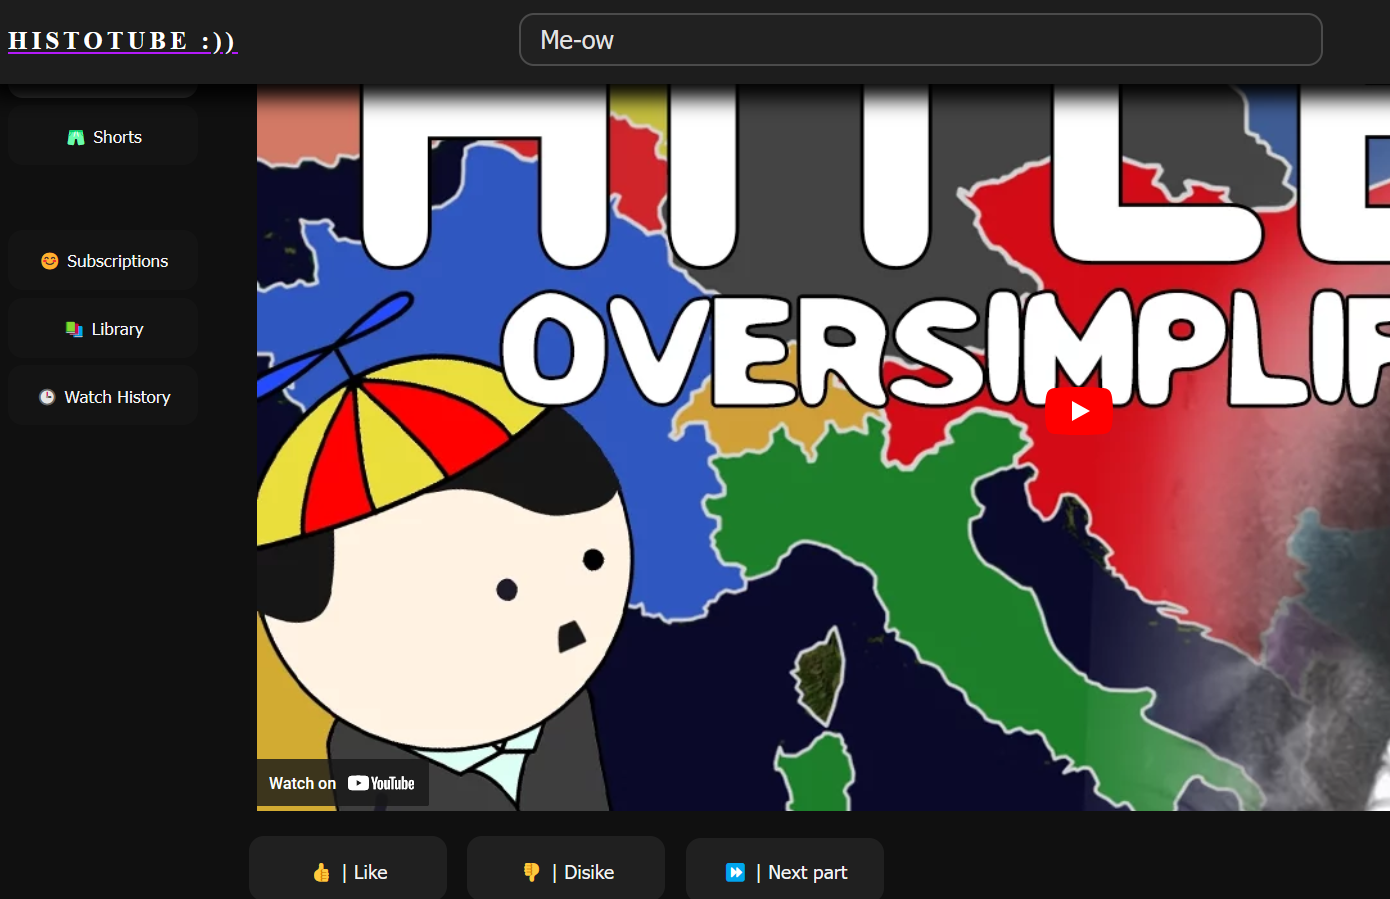 HISTOTUBE :))
Me-ow
Shorts
Subscriptions
Library
Watch History
HITLE
OVERSIMPLIF
Watch on YouTube
| Like
| Disike
| Next part